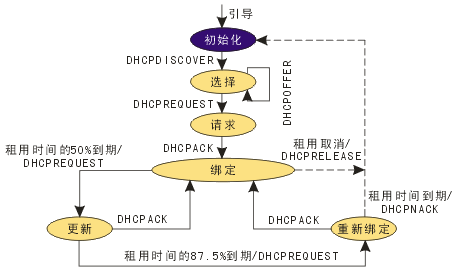 引导
初始化
DHCPDISCOVER
选择
DHCPOFFER
DHCPREQUEST
请求
DHCPACK
租用时间的50%到期/
DHCPREQUEST
租用取消/
DHCPRELEASE
绑定
租用时间到期/
DHCPNACK
DHCPACK
DHCPACK
更新
重新绑定
租用时间的87.5%到期/DHCPREQUEST